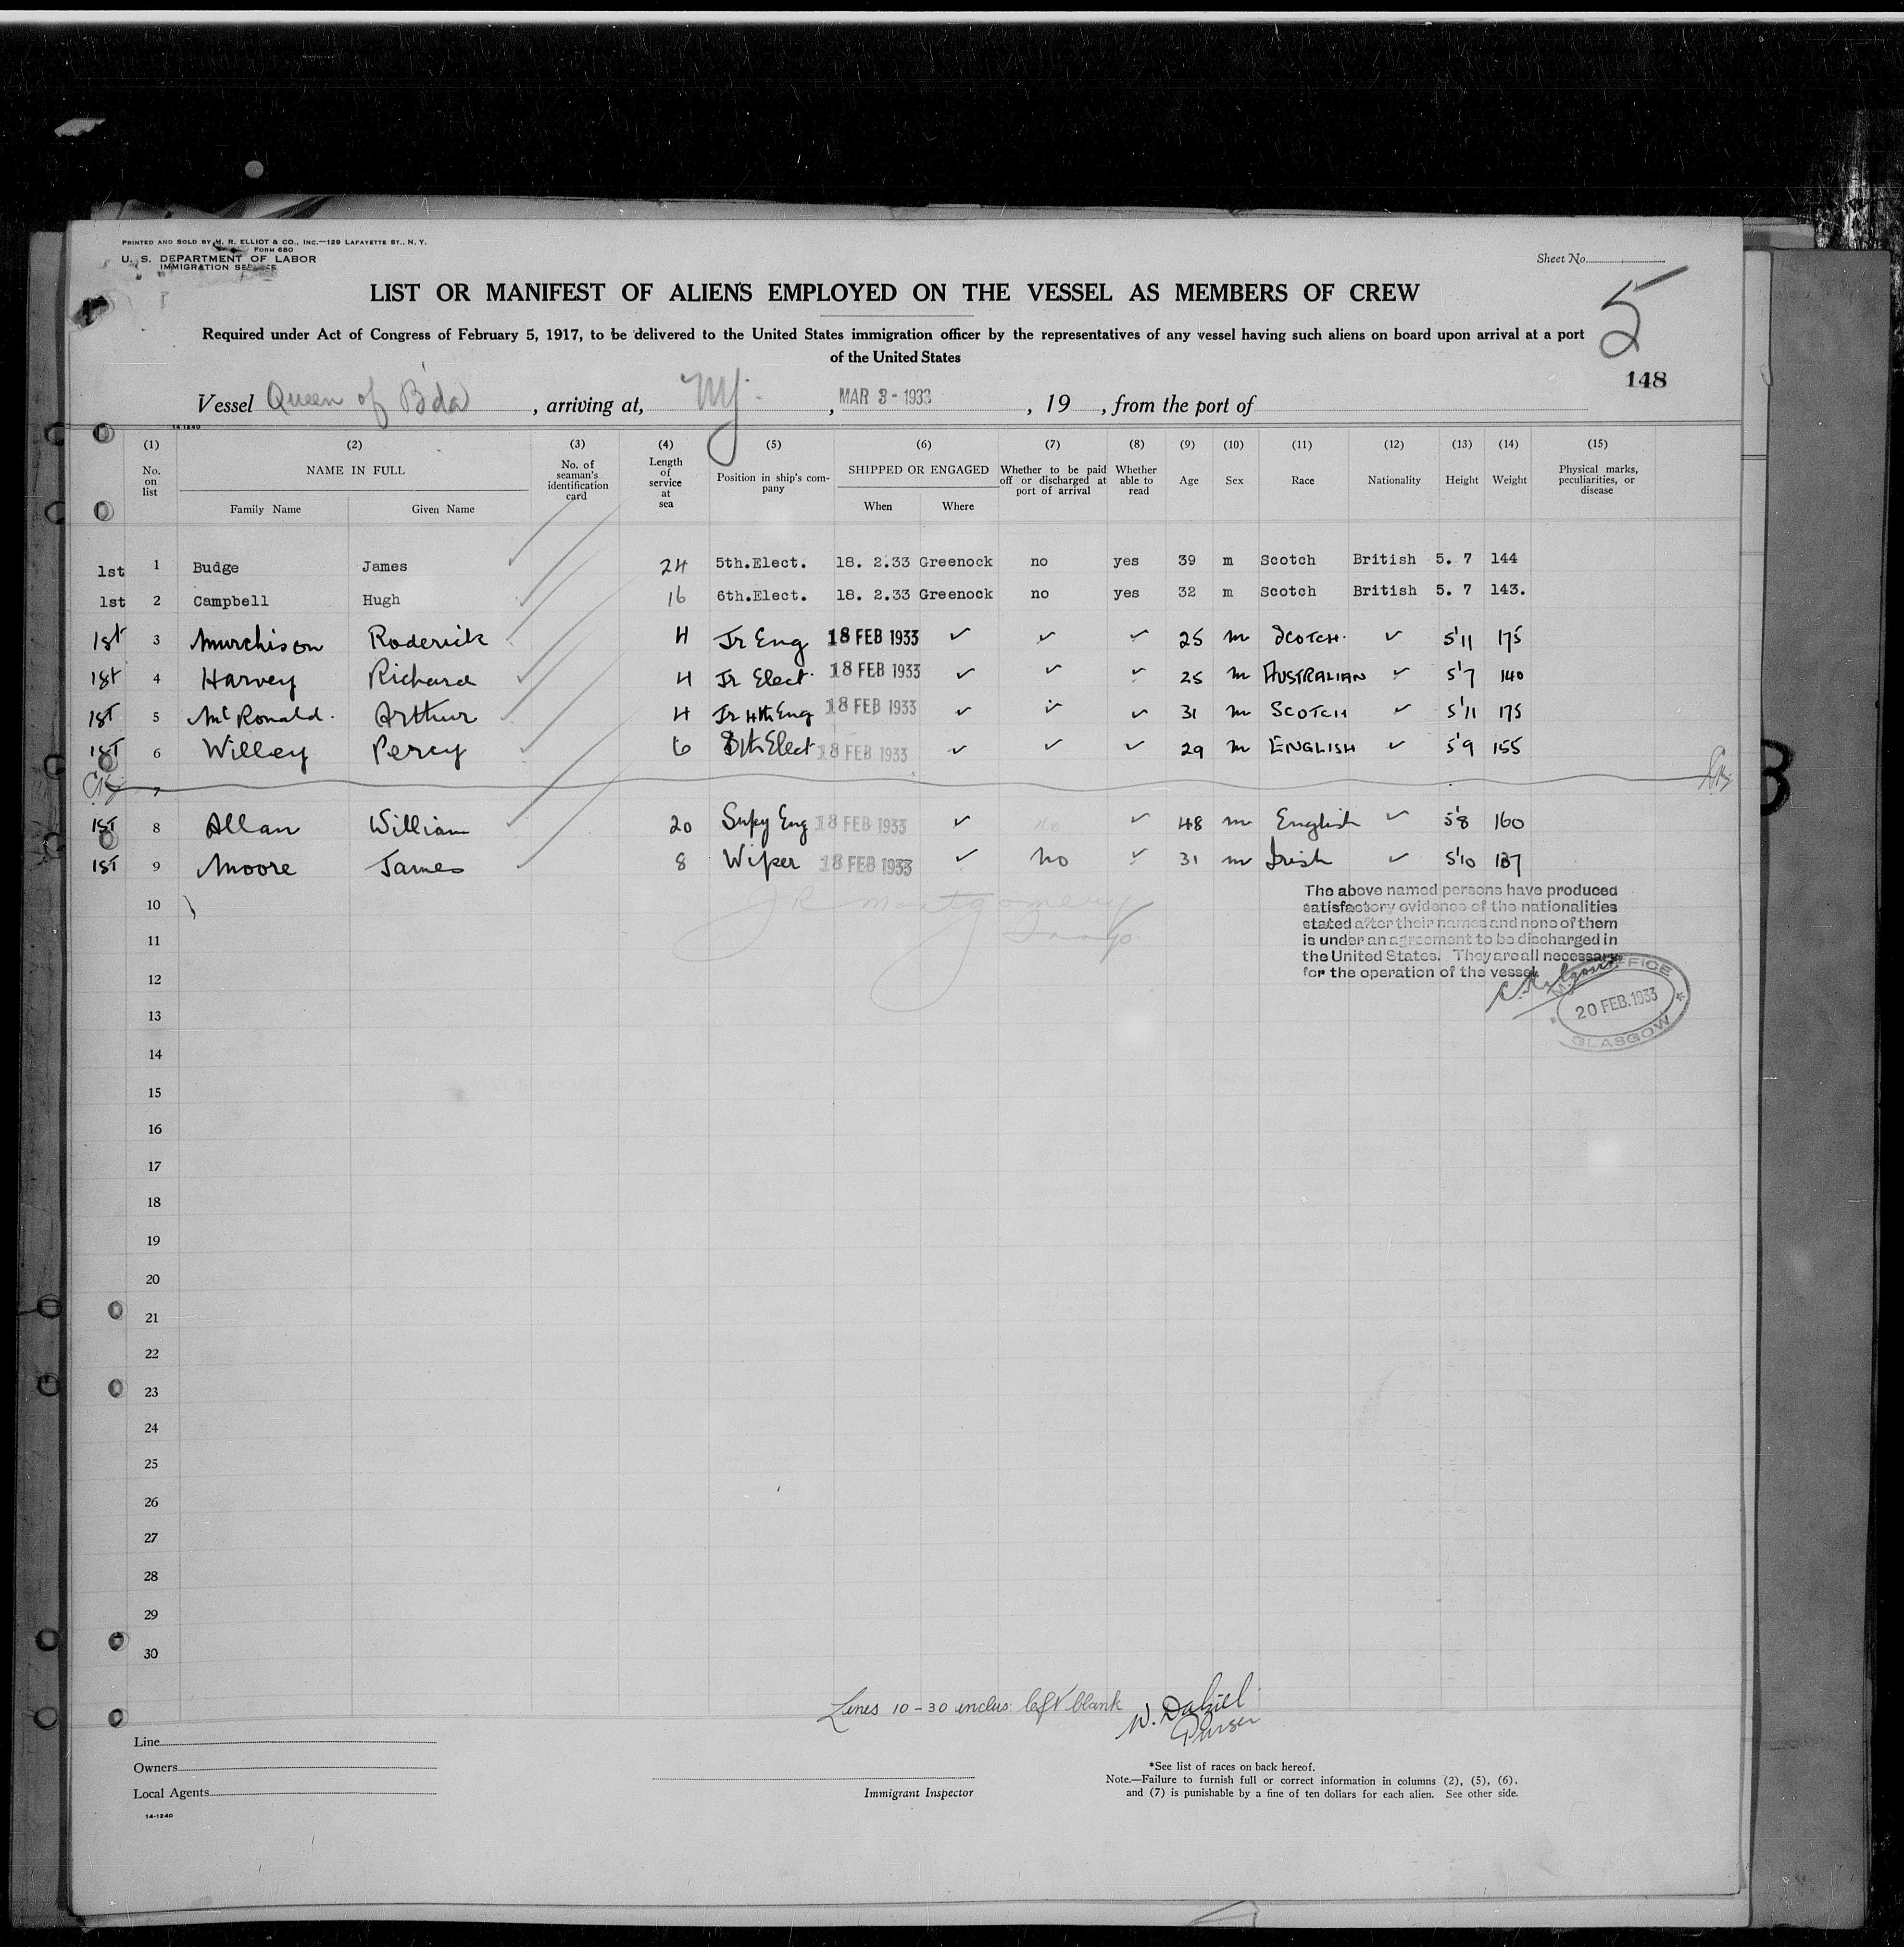 PRINTED AND SOLD BY H. R. ELLIOT & CO., INC.—129 LAFAYETTE ST., N. Y.
FORM 680
U. S. DEPARTMENT OF LABOR
IMMIGRATION SERVICE
Sheet No.
5
LIST OR MANIFEST OF ALIENS EMPLOYED ON THE VESSEL AS MEMBERS OF CREW
Required under Act of Congress of February 5, 1917, to be delivered to the United States immigration officer by the representatives of any vessel having such aliens on board upon arrival at a port
of the United States
148
Vessel Queen of B'da, arriving at, NY., MAR 3 - 1933, 19 , from the port of
14 1240
(1) (2) (3) (4) (5) (6) (7) (8) (9) (10) (11) (12) (13) (14) (15)
No. on list NAME IN FULL Family Name Given Name No. of seaman's identification card Length of service at sea Position in ship's company SHIPPED OR ENGAGED When Where Whether to be paid off or discharged at port of arrival Whether able to read Age Sex Race Nationality Height Weight Physical marks, peculiarities, or disease
1st 1 Budge James 24 5th.Elect. 18. 2.33 Greenock no yes 39 m Scotch British 5. 7 144
1st 2 Campbell Hugh 16 6th.Elect. 18. 2.33 Greenock no yes 32 m Scotch British 5. 7 143.
1st 3 Murchison Roderick 4 Jr Eng 18 FEB 1933 ✓ ✓ ✓ 25 m SCOTCH. ✓ 5'11 175
1st 4 Harvey Richard 4 Jr Elect. 18 FEB 1933 ✓ ✓ ✓ 25 m AUSTRALIAN ✓ 5'7 140
1ST 5 McRonald. Arthur 4 Jr 4th Eng 18 FEB 1933 ✓ ✓ ✓ 31 m SCOTCH ✓ 5'11 175
1ST 6 Willey Percy 6 8th Elect 18 FEB 1933 ✓ ✓ ✓ 29 m ENGLISH ✓ 5'9 155
7
1ST 8 Allan William 20 Supy Eng 18 FEB 1933 ✓ no ✓ 48 m English ✓ 5'8 160
1ST 9 Moore James 8 Wiper 18 FEB 1933 ✓ no ✓ 31 m Irish ✓ 5'10 137
J R Montgomery
The above named persons have produced
satisfactory evidence of the nationalities
stated after their names and none of them
is under an agreement to be discharged in
the United States. They are all necessary
for the operation of the vessel.
OFFICE
20 FEB. 1933
GLASGOW
10
11
12
13
14
15
16
17
18
19
20
21
22
23
24
25
26
27
28
29
30
Lines 10-30 inclus: left blank
W. Dalziel
Purser
Line
Owners
Local Agents
14-1240
Immigrant Inspector
*See list of races on back hereof.
Note.—Failure to furnish full or correct information in columns (2), (5), (6),
and (7) is punishable by a fine of ten dollars for each alien. See other side.